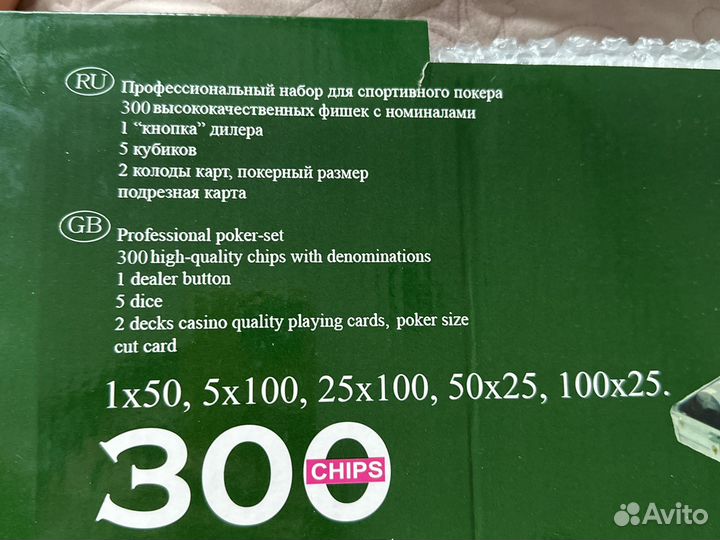 RU
Профессиональный набор для спортивного покера
300 высококачественных фишек с номиналами
1 “кнопка” дилера
5 кубиков
2 колоды карт, покерный размер
подрезная карта
GB
Professional poker-set
300 high-quality chips with denominations
1 dealer button
5 dice
2 decks casino quality playing cards, poker size
cut card
1x50, 5x100, 25x100, 50x25, 100x25.
300
CHIPS
Avito